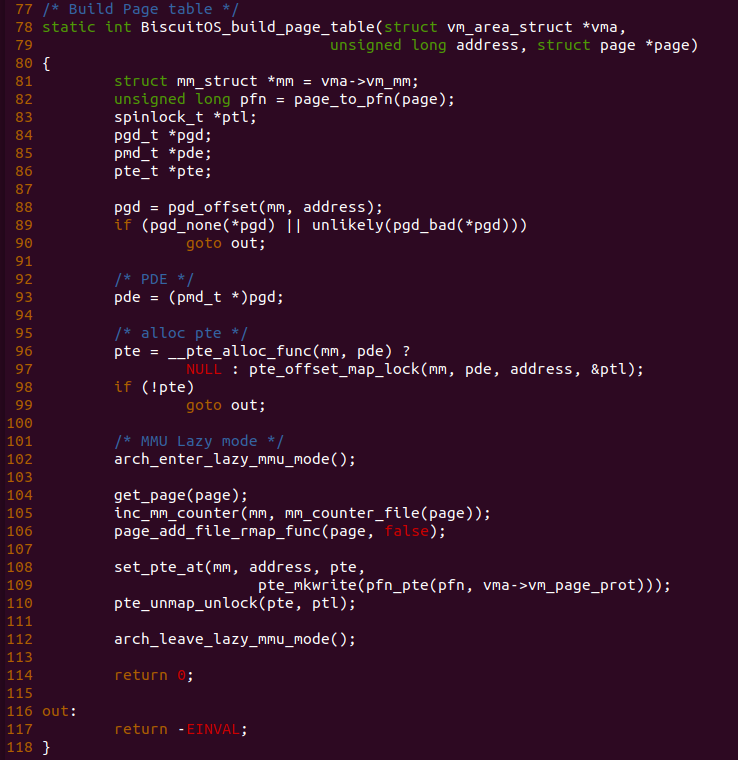 77 /* Build Page table */
78 static int BiscuitOS_build_page_table(struct vm_area_struct *vma,
79                                 unsigned long address, struct page *page)
80 {
81         struct mm_struct *mm = vma->vm_mm;
82         unsigned long pfn = page_to_pfn(page);
83         spinlock_t *ptl;
84         pgd_t *pgd;
85         pmd_t *pde;
86         pte_t *pte;
87
88         pgd = pgd_offset(mm, address);
89         if (pgd_none(*pgd) || unlikely(pgd_bad(*pgd)))
90                 goto out;
91
92         /* PDE */
93         pde = (pmd_t *)pgd;
94
95         /* alloc pte */
96         pte = __pte_alloc_func(mm, pde) ?
97                 NULL : pte_offset_map_lock(mm, pde, address, &ptl);
98         if (!pte)
99                 goto out;
100
101         /* MMU Lazy mode */
102         arch_enter_lazy_mmu_mode();
103
104         get_page(page);
105         inc_mm_counter(mm, mm_counter_file(page));
106         page_add_file_rmap_func(page, false);
107
108         set_pte_at(mm, address, pte,
109                         pte_mkwrite(pfn_pte(pfn, vma->vm_page_prot)));
110         pte_unmap_unlock(pte, ptl);
111
112         arch_leave_lazy_mmu_mode();
113
114         return 0;
115
116 out:
117         return -EINVAL;
118 }